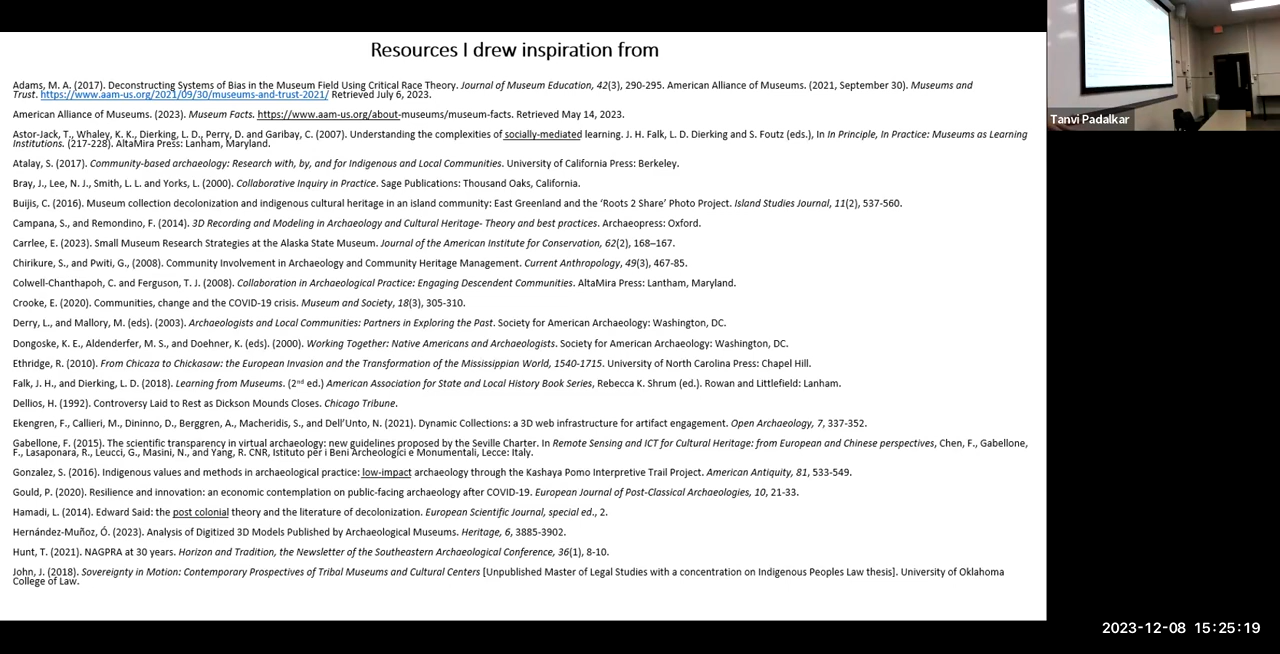 Resources I drew inspiration from
Adams, M. A. (2017). Deconstructing Systems of Bias in the Museum Field Using Critical Race Theory. Journal of Museum Education, 42(3), 290-295. American Alliance of Museums. (2021, September 30). Museums and
Trust. https://www.aam-us.org/2021/09/30/museums-and-trust-2021/ Retrieved July 6, 2023.
American Alliance of Museums. (2023). Museum Facts. https://www.aam-us.org/about-museums/museum-facts. Retrieved May 14, 2023.
Astor-Jack, T., Whaley, K. K., Dierking, L. D., Perry, D. and Garibay, C. (2007). Understanding the complexities of socially-mediated learning. J. H. Falk, L. D. Dierking and S. Foutz (eds.), In In Principle, In Practice: Museums as Learning
Institutions. (217-228). AltaMira Press: Lanham, Maryland.
Atalay, S. (2017). Community-based archaeology: Research with, by, and for Indigenous and Local Communities. University of California Press: Berkeley.
Bray, J., Lee, N. J., Smith, L. L. and Yorks, L. (2000). Collaborative Inquiry in Practice. Sage Publications: Thousand Oaks, California.
Buijis, C. (2016). Museum collection decolonization and indigenous cultural heritage in an island community: East Greenland and the ‘Roots 2 Share’ Photo Project. Island Studies Journal, 11(2), 537-560.
Campana, S., and Remondino, F. (2014). 3D Recording and Modeling in Archaeology and Cultural Heritage- Theory and best practices. Archaeopress: Oxford.
Carrlee, E. (2023). Small Museum Research Strategies at the Alaska State Museum. Journal of the American Institute for Conservation, 62(2), 168–167.
Chirikure, S., and Pwiti, G., (2008). Community Involvement in Archaeology and Community Heritage Management. Current Anthropology, 49(3), 467-85.
Colwell-Chanthapoh, C. and Ferguson, T. J. (2008). Collaboration in Archaeological Practice: Engaging Descendent Communities. AltaMira Press: Lantham, Maryland.
Crooke, E. (2020). Communities, change and the COVID-19 crisis. Museum and Society, 18(3), 305-310.
Derry, L., and Mallory, M. (eds). (2003). Archaeologists and Local Communities: Partners in Exploring the Past. Society for American Archaeology: Washington, DC.
Dongoske, K. E., Aldenderfer, M. S., and Doehner, K. (eds). (2000). Working Together: Native Americans and Archaeologists. Society for American Archaeology: Washington, DC.
Ethridge, R. (2010). From Chicaza to Chickasaw: the European Invasion and the Transformation of the Mississippian World, 1540-1715. University of North Carolina Press: Chapel Hill.
Falk, J. H., and Dierking, L. D. (2018). Learning from Museums. (2nd ed.) American Association for State and Local History Book Series, Rebecca K. Shrum (ed.). Rowan and Littlefield: Lanham.
Dellios, H. (1992). Controversy Laid to Rest as Dickson Mounds Closes. Chicago Tribune.
Ekengren, F., Callieri, M., Dininno, D., Berggren, A., Macheridis, S., and Dell’Unto, N. (2021). Dynamic Collections: a 3D web infrastructure for artifact engagement. Open Archaeology, 7, 337-352.
Gabellone, F. (2015). The scientific transparency in virtual archaeology: new guidelines proposed by the Seville Charter. In Remote Sensing and ICT for Cultural Heritage: from European and Chinese perspectives, Chen, F., Gabellone,
F., Lasaponara, R., Leucci, G., Masini, N., and Yang, R. CNR, Istituto per i Beni Archeologici e Monumentali, Lecce: Italy.
Gonzalez, S. (2016). Indigenous values and methods in archaeological practice: low-impact archaeology through the Kashaya Pomo Interpretive Trail Project. American Antiquity, 81, 533-549.
Gould, P. (2020). Resilience and innovation: an economic contemplation on public-facing archaeology after COVID-19. European Journal of Post-Classical Archaeologies, 10, 21-33.
Hamadi, L. (2014). Edward Said: the post colonial theory and the literature of decolonization. European Scientific Journal, special ed., 2.
Hernández-Muñoz, Ó. (2023). Analysis of Digitized 3D Models Published by Archaeological Museums. Heritage, 6, 3885-3902.
Hunt, T. (2021). NAGPRA at 30 years. Horizon and Tradition, the Newsletter of the Southeastern Archaeological Conference, 36(1), 8-10.
John, J. (2018). Sovereignty in Motion: Contemporary Prospectives of Tribal Museums and Cultural Centers [Unpublished Master of Legal Studies with a concentration on Indigenous Peoples Law thesis]. University of Oklahoma
College of Law.
Tanvi Padalkar
2023-12-08 15:25:19